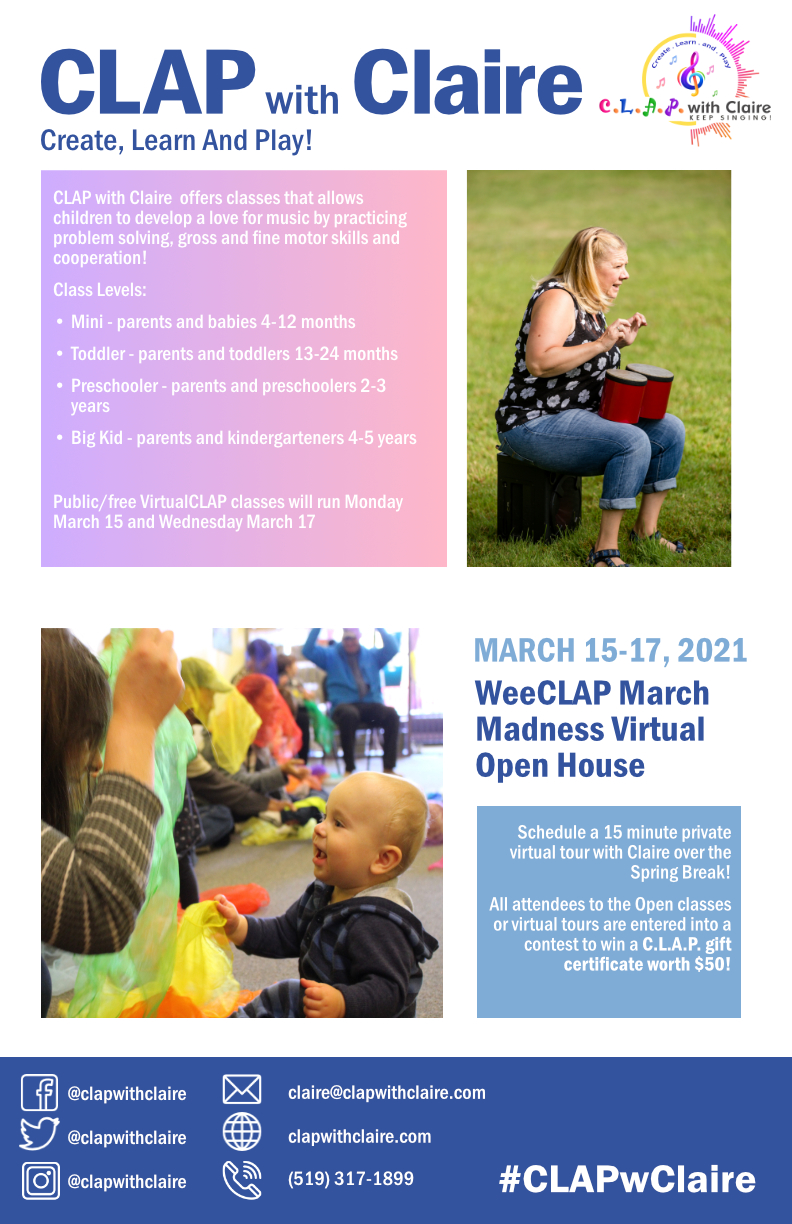 CLAP with Claire
Create, Learn And Play!
Create . Learn . and . Play
C.L.A.P. with Claire
KEEP SINGING!
CLAP with Claire offers classes that allows
children to develop a love for music by practicing
problem solving, gross and fine motor skills and
cooperation!
Class Levels:
• Mini - parents and babies 4-12 months
• Toddler - parents and toddlers 13-24 months
• Preschooler - parents and preschoolers 2-3
years
• Big Kid - parents and kindergarteners 4-5 years
Public/free VirtualCLAP classes will run Monday
March 15 and Wednesday March 17
MARCH 15-17, 2021
WeeCLAP March
Madness Virtual
Open House
Schedule a 15 minute private
virtual tour with Claire over the
Spring Break!
All attendees to the Open classes
or virtual tours are entered into a
contest to win a C.L.A.P. gift
certificate worth $50!
@clapwithclaire
@clapwithclaire
@clapwithclaire
claire@clapwithclaire.com
clapwithclaire.com
(519) 317-1899
#CLAPwClaire